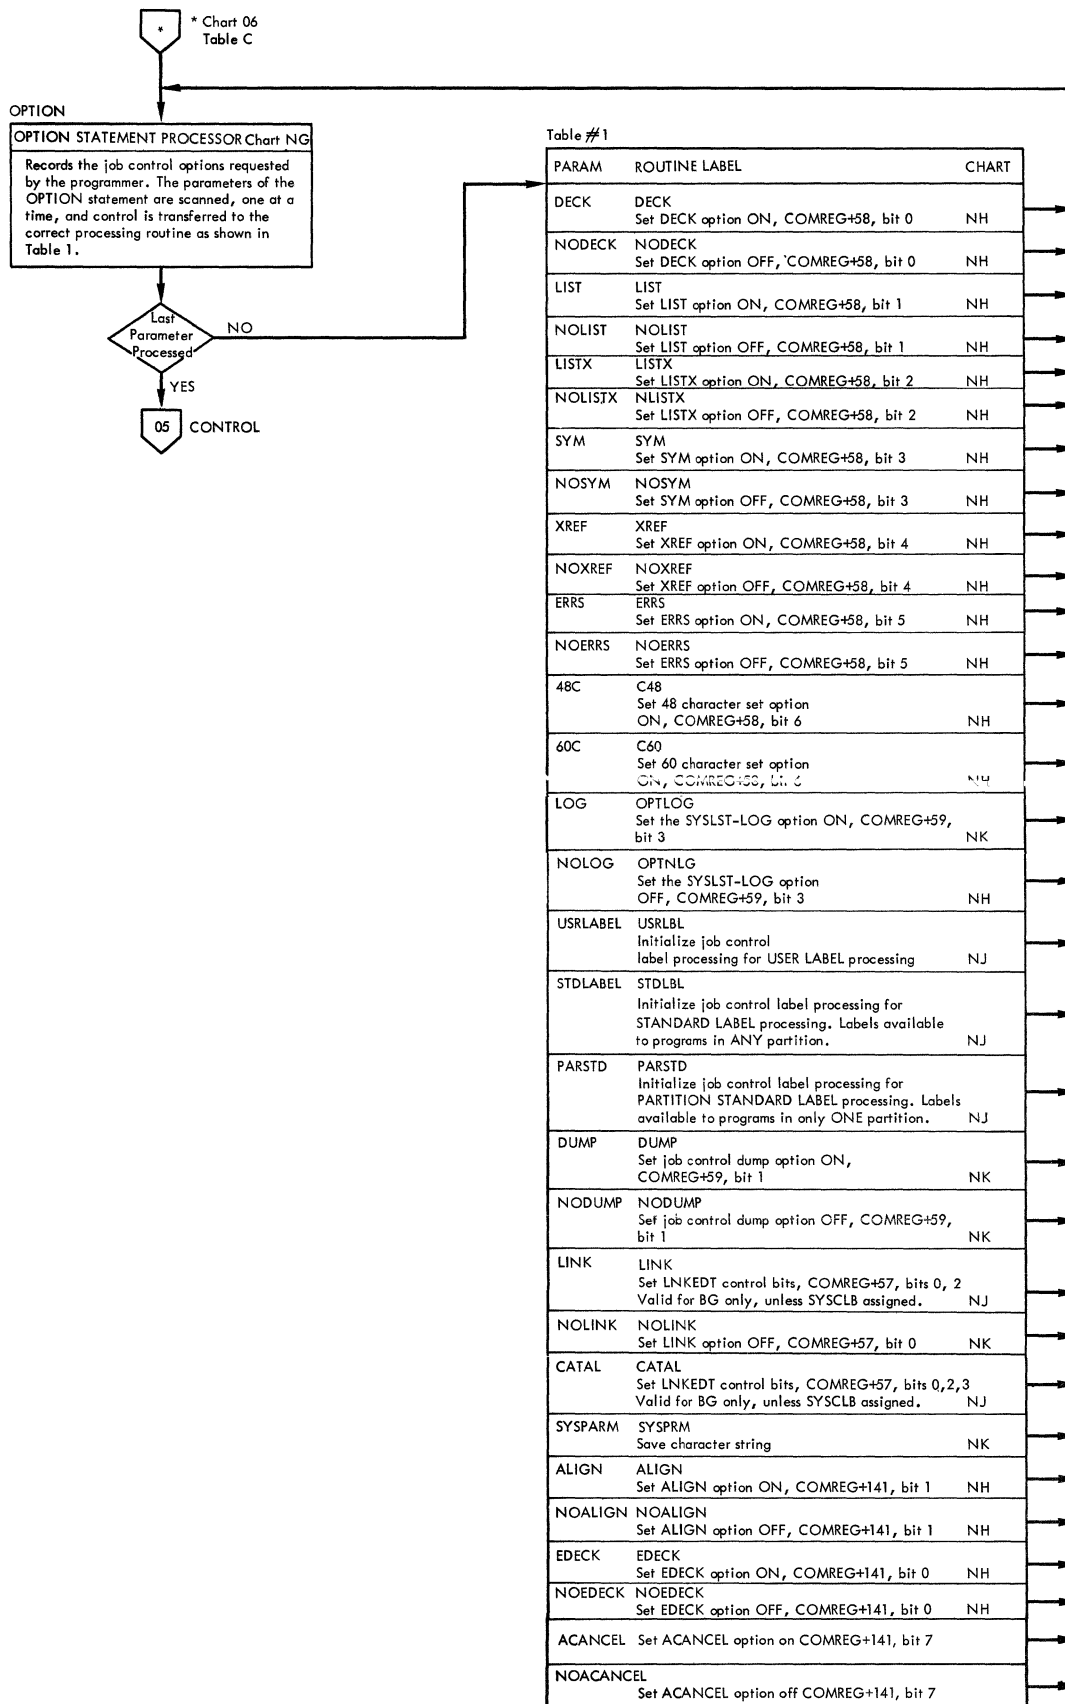 *
* Chart 06
Table C
OPTION
OPTION STATEMENT PROCESSOR Chart NG
Records the job control options requested
by the programmer. The parameters of the
OPTION statement are scanned, one at a
time, and control is transferred to the
correct processing routine as shown in
Table 1.
Last
Parameter
Processed
NO
YES
05 CONTROL
Table #1
PARAM ROUTINE LABEL CHART
DECK DECK
Set DECK option ON, COMREG+58, bit 0 NH
NODECK NODECK
Set DECK option OFF, COMREG+58, bit 0 NH
LIST LIST
Set LIST option ON, COMREG+58, bit 1 NH
NOLIST NOLIST
Set LIST option OFF, COMREG+58, bit 1 NH
LISTX LISTX
Set LISTX option ON, COMREG+58, bit 2 NH
NOLISTX NLISTX
Set LISTX option OFF, COMREG+58, bit 2 NH
SYM SYM
Set SYM option ON, COMREG+58, bit 3 NH
NOSYM NOSYM
Set SYM option OFF, COMREG+58, bit 3 NH
XREF XREF
Set XREF option ON, COMREG+58, bit 4 NH
NOXREF NOXREF
Set XREF option OFF, COMREG+58, bit 4 NH
ERRS ERRS
Set ERRS option ON, COMREG+58, bit 5 NH
NOERRS NOERRS
Set ERRS option OFF, COMREG+58, bit 5 NH
48C C48
Set 48 character set option
ON, COMREG+58, bit 6 NH
60C C60
Set 60 character set option
ON, COMREG+58, bit 6 NH
LOG OPTLOG
Set the SYSLST-LOG option ON, COMREG+59,
bit 3 NK
NOLOG OPTNLG
Set the SYSLST-LOG option
OFF, COMREG+59, bit 3 NH
USRLABEL USRLBL
Initialize job control
label processing for USER LABEL processing NJ
STDLABEL STDLBL
Initialize job control label processing for
STANDARD LABEL processing. Labels available
to programs in ANY partition. NJ
PARSTD PARSTD
Initialize job control label processing for
PARTITION STANDARD LABEL processing. Labels
available to programs in only ONE partition. NJ
DUMP DUMP
Set job control dump option ON,
COMREG+59, bit 1 NK
NODUMP NODUMP
Set job control dump option OFF, COMREG+59,
bit 1 NK
LINK LINK
Set LNKEDT control bits, COMREG+57, bits 0, 2
Valid for BG only, unless SYSCLB assigned. NJ
NOLINK NOLINK
Set LINK option OFF, COMREG+57, bit 0 NK
CATAL CATAL
Set LNKEDT control bits, COMREG+57, bits 0,2,3
Valid for BG only, unless SYSCLB assigned. NJ
SYSPARM SYSPRM
Save character string NK
ALIGN ALIGN
Set ALIGN option ON, COMREG+141, bit 1 NH
NOALIGN NOALIGN
Set ALIGN option OFF, COMREG+141, bit 1 NH
EDECK EDECK
Set EDECK option ON, COMREG+141, bit 0 NH
NOEDECK NOEDECK
Set EDECK option OFF, COMREG+141, bit 0 NH
ACANCEL Set ACANCEL option on COMREG+141, bit 7
NOACANCEL
Set ACANCEL option off COMREG+141, bit 7